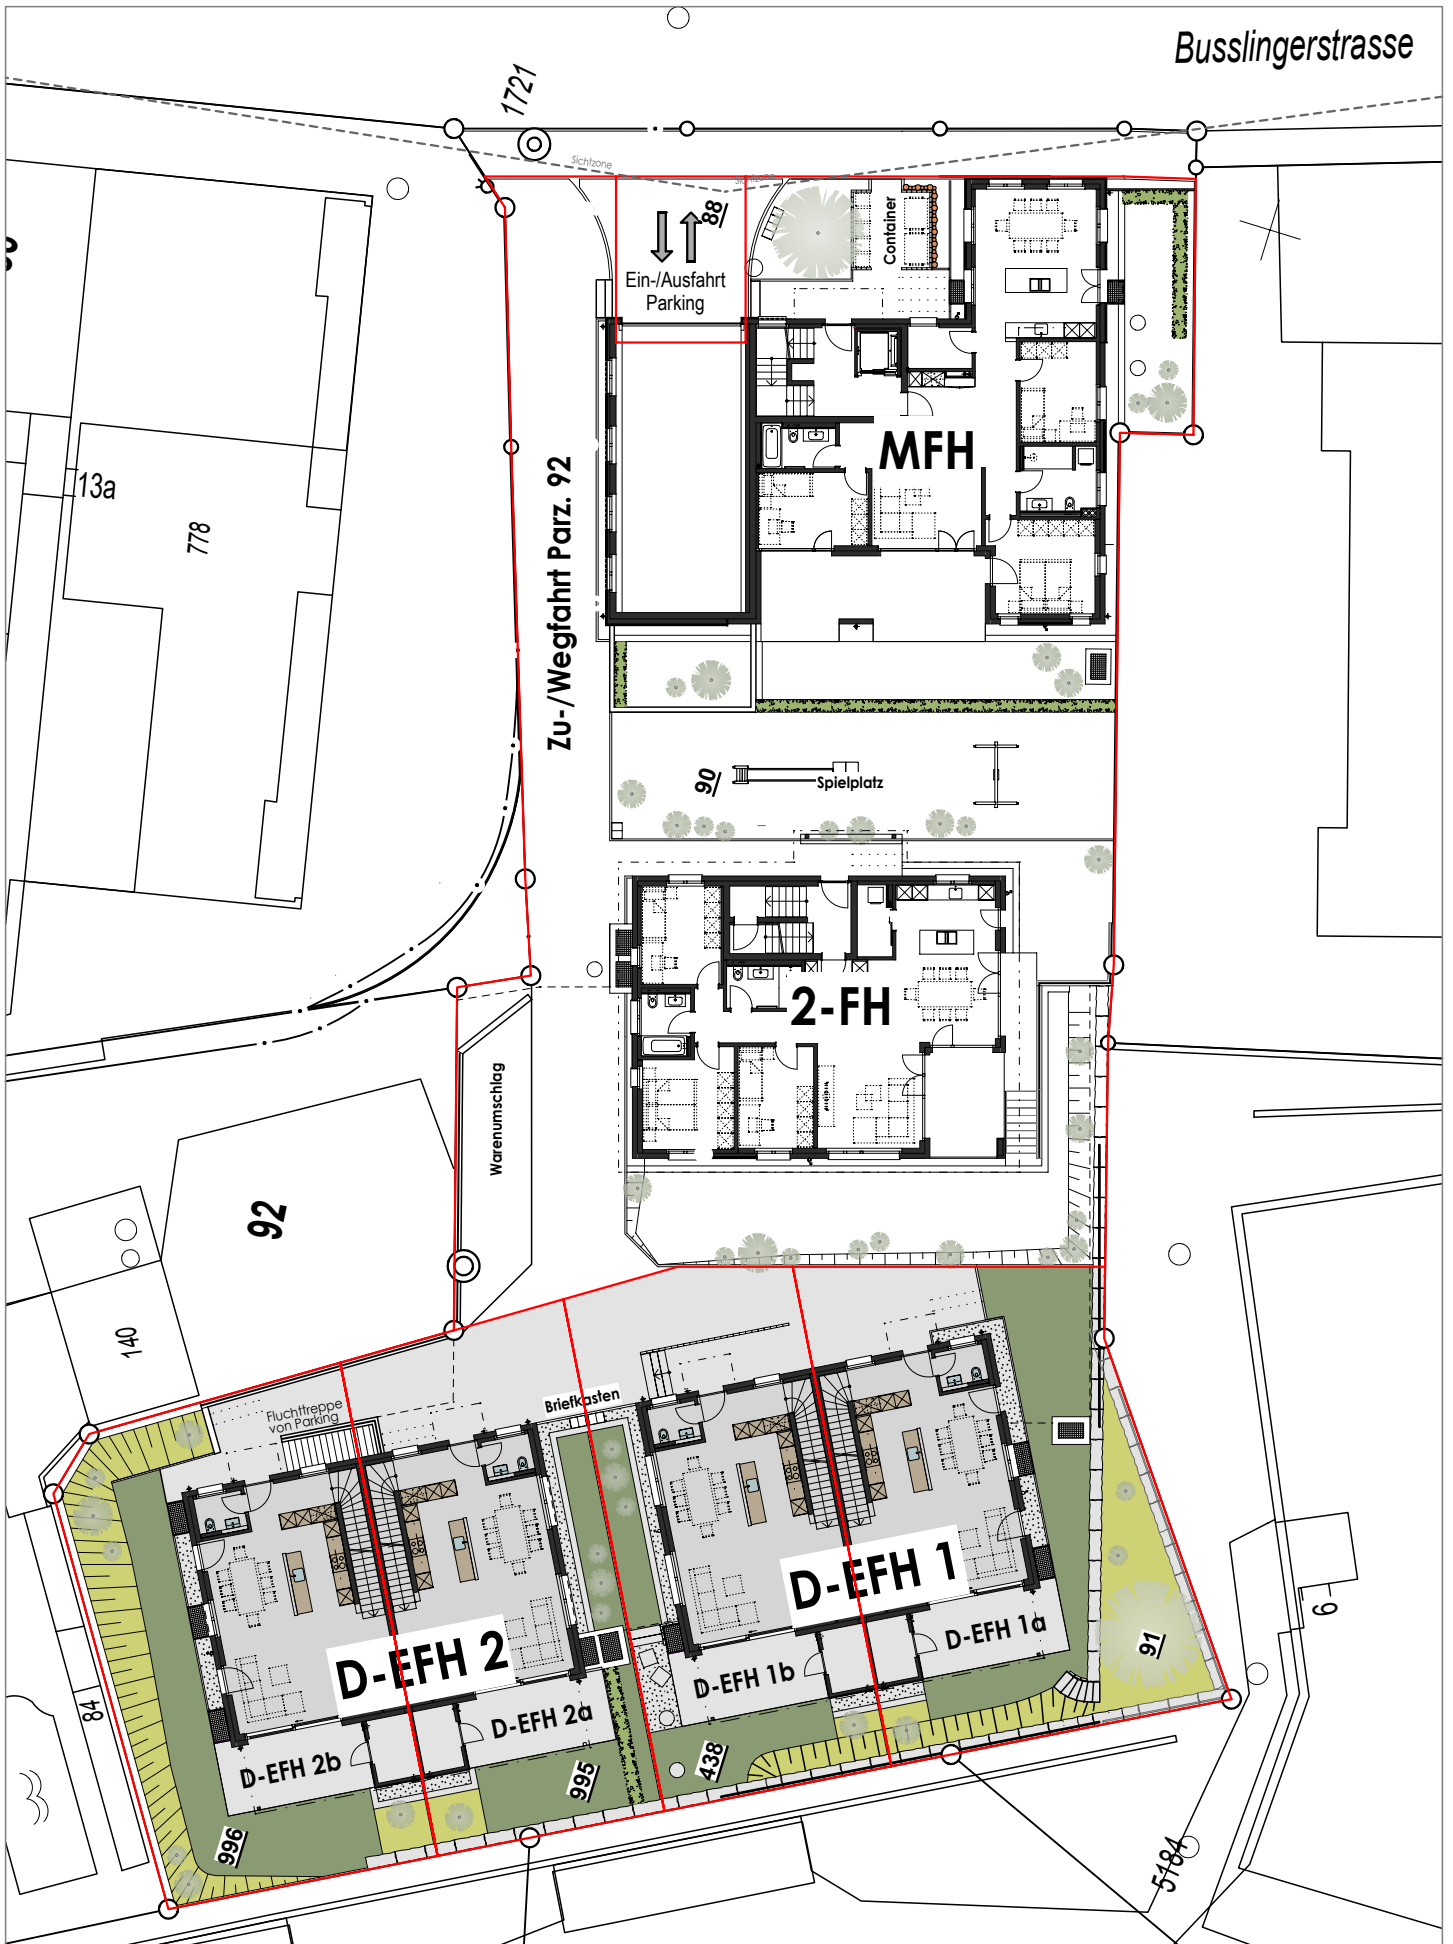 Busslingerstrasse
1721
Sichtzone
88
Container
Ein-/Ausfahrt
Parking
MFH
13a
778
Zu-/Wegfahrt Parz. 92
90
Spielplatz
2-FH
Warenumschlag
92
140
Fluchttreppe
von Parking
Briefkasten
D-EFH 1
D-EFH 1a
D-EFH 1b
D-EFH 2
D-EFH 2a
D-EFH 2b
91
6
84
438
995
996
5184